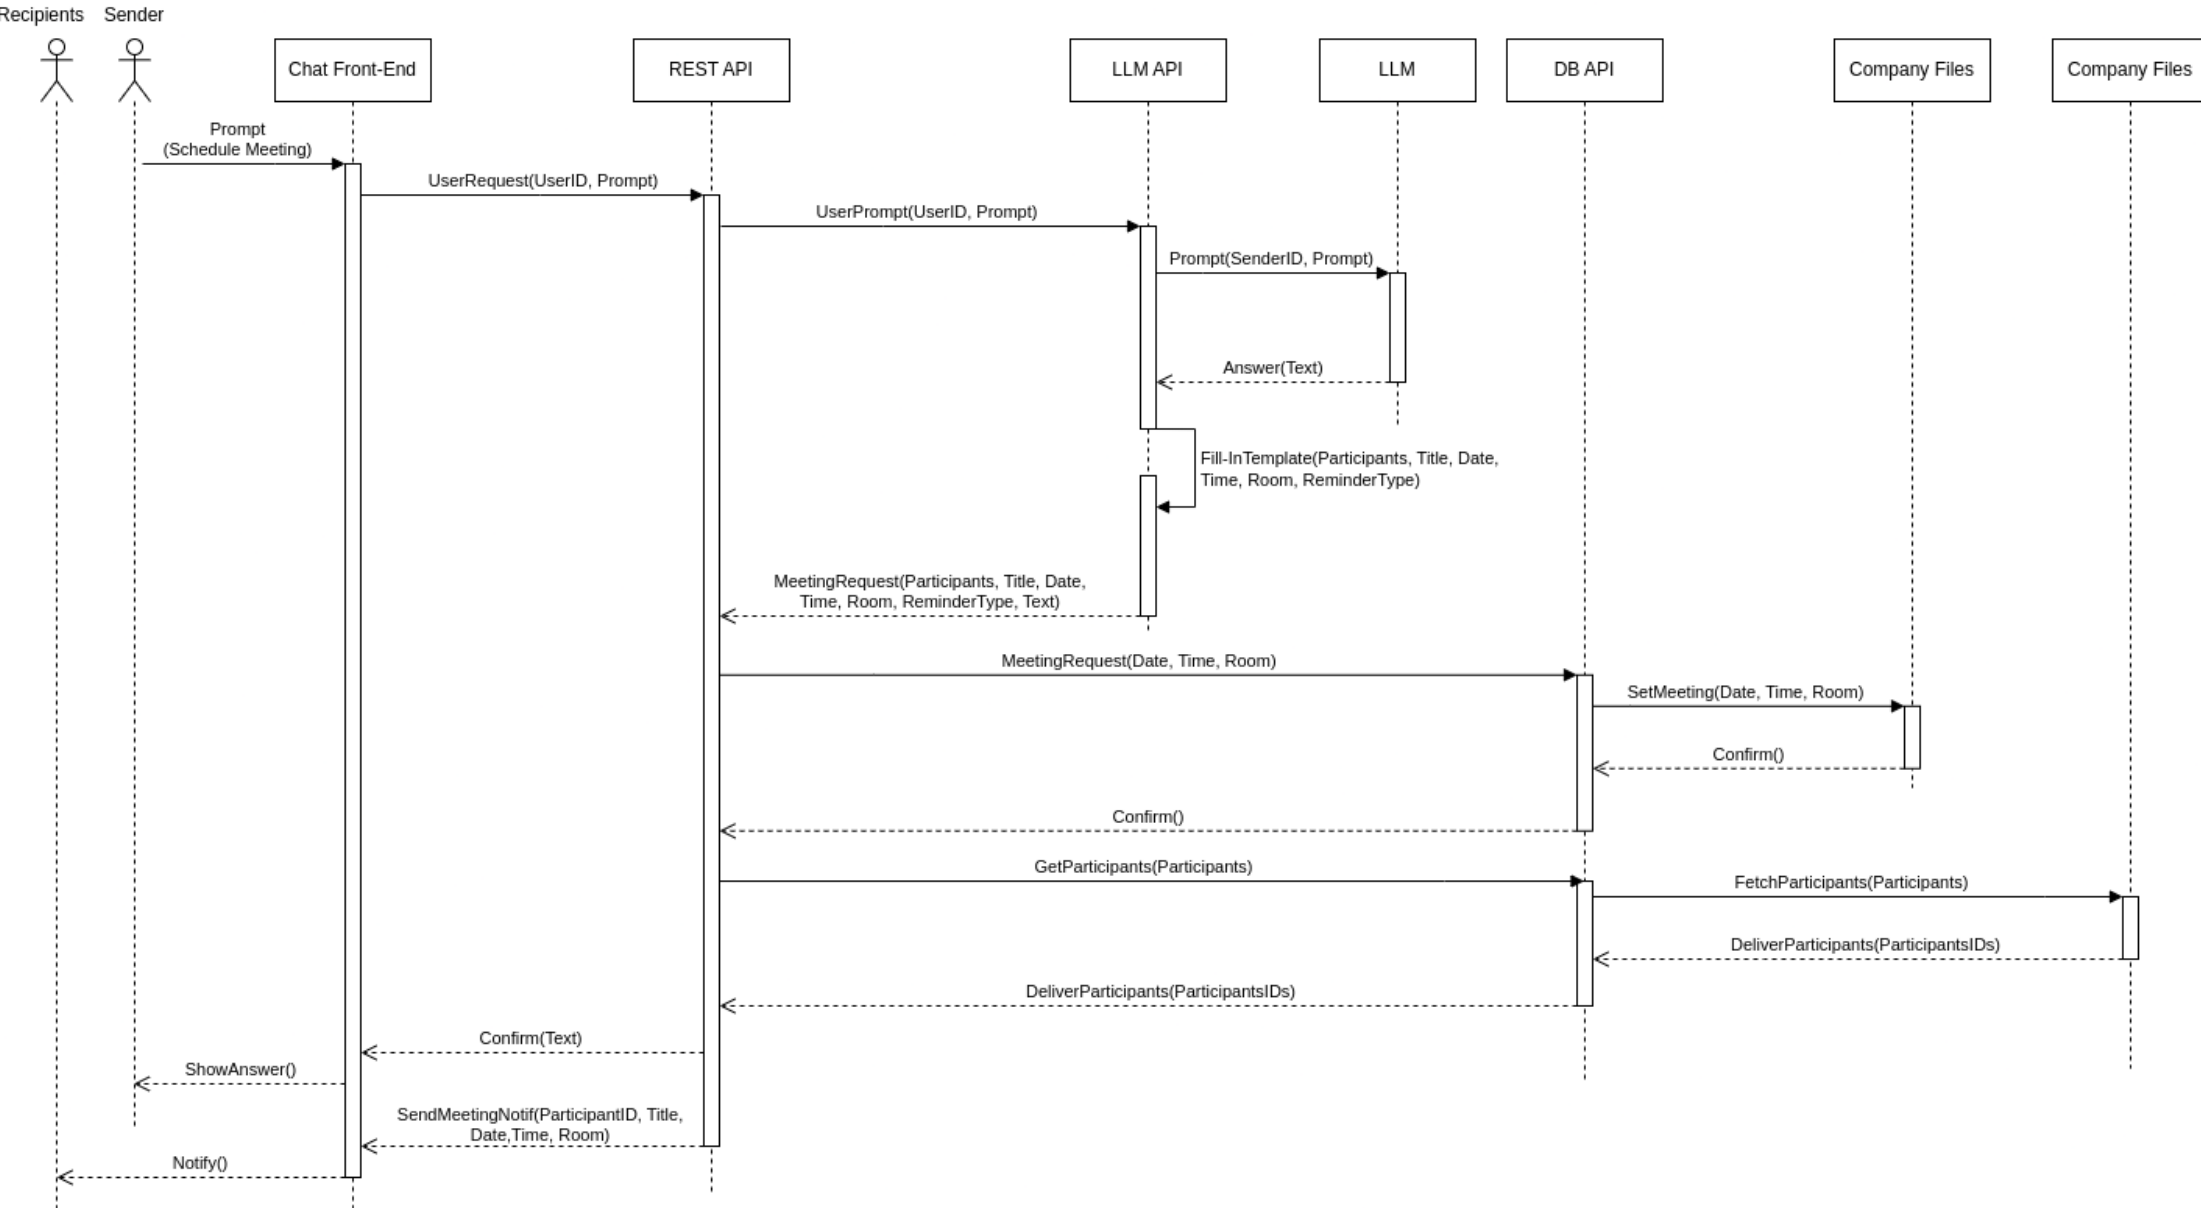 Recipients
Sender
Chat Front-End
REST API
LLM API
LLM
DB API
Company Files
Company Files
Prompt
(Schedule Meeting)
UserRequest(UserID, Prompt)
UserPrompt(UserID, Prompt)
Prompt(SenderID, Prompt)
Answer(Text)
Fill-InTemplate(Participants, Title, Date,
Time, Room, ReminderType)
MeetingRequest(Participants, Title, Date,
Time, Room, ReminderType, Text)
MeetingRequest(Date, Time, Room)
SetMeeting(Date, Time, Room)
Confirm()
Confirm()
GetParticipants(Participants)
FetchParticipants(Participants)
DeliverParticipants(ParticipantsIDs)
DeliverParticipants(ParticipantsIDs)
Confirm(Text)
ShowAnswer()
SendMeetingNotif(ParticipantID, Title,
Date,Time, Room)
Notify()